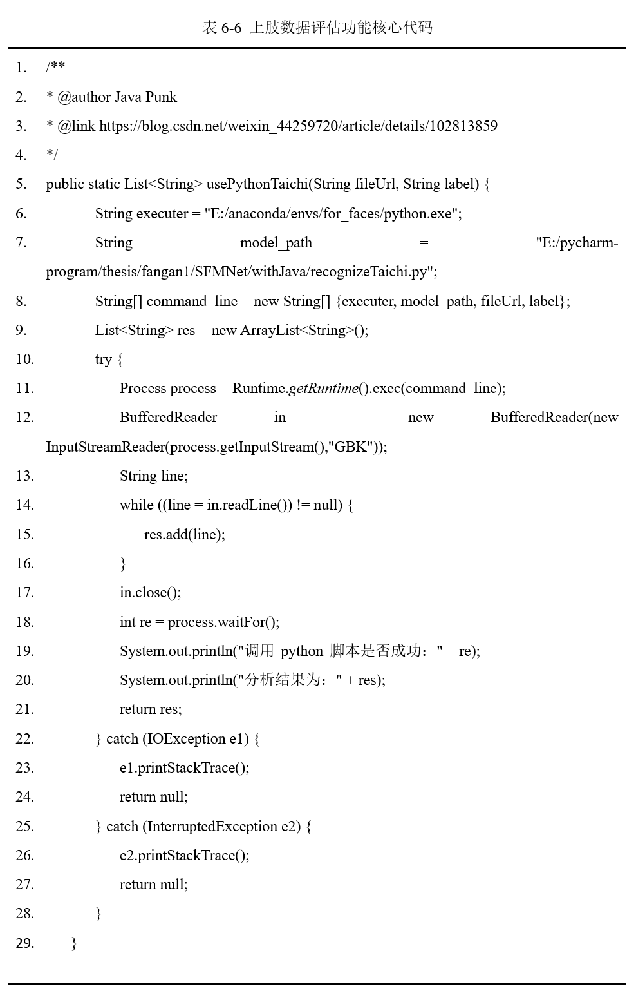 表 6-6 上肢数据评估功能核心代码
1. /**
2. * @author Java Punk
3. * @link https://blog.csdn.net/weixin_44259720/article/details/102813859
4. */
5. public static List<String> usePythonTaichi(String fileUrl, String label) {
6. String executer = "E:/anaconda/envs/for_faces/python.exe";
7. String model_path = "E:/pycharm-
program/thesis/fangan1/SFMNet/withJava/recognizeTaichi.py";
8. String[] command_line = new String[] {executer, model_path, fileUrl, label};
9. List<String> res = new ArrayList<String>();
10. try {
11. Process process = Runtime.getRuntime().exec(command_line);
12. BufferedReader in = new BufferedReader(new
InputStreamReader(process.getInputStream(),"GBK"));
13. String line;
14. while ((line = in.readLine()) != null) {
15. res.add(line);
16. }
17. in.close();
18. int re = process.waitFor();
19. System.out.println("调用 python 脚本是否成功：" + re);
20. System.out.println("分析结果为：" + res);
21. return res;
22. } catch (IOException e1) {
23. e1.printStackTrace();
24. return null;
25. } catch (InterruptedException e2) {
26. e2.printStackTrace();
27. return null;
28. }
29. }